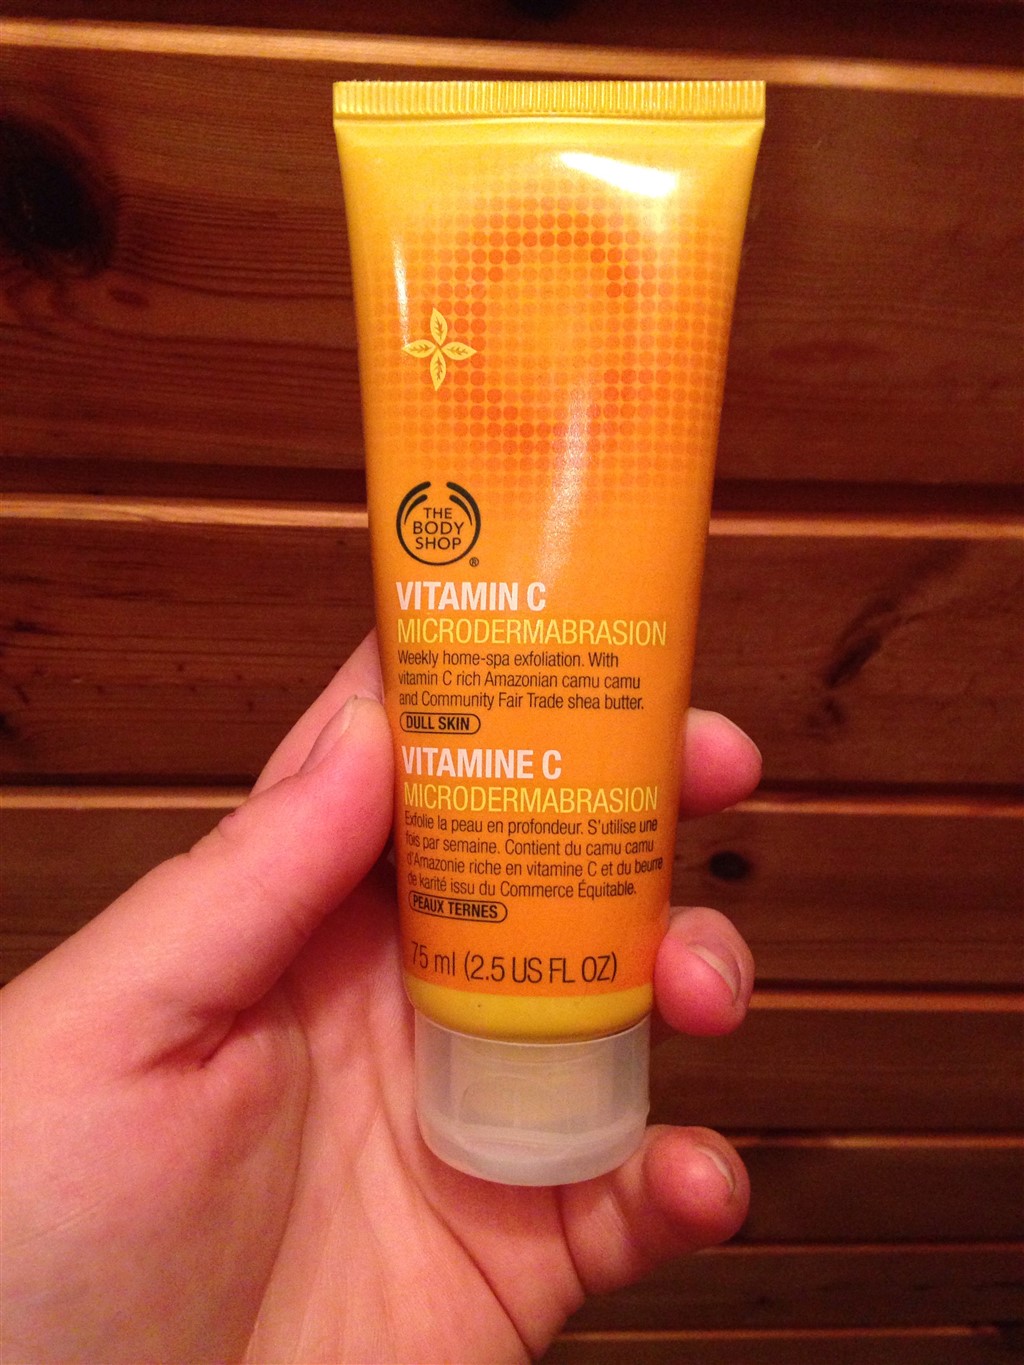 THE
BODY
SHOP
®
VITAMIN C
MICRODERMABRASION
Weekly home-spa exfoliation. With
vitamin C rich Amazonian camu camu
and Community Fair Trade shea butter.
DULL SKIN
VITAMINE C
MICRODERMABRASION
Exfolie la peau en profondeur. S'utilise une
fois par semaine. Contient du camu camu
d'Amazonie riche en vitamine C et du beurre
de karité issu du Commerce Équitable.
PEAUX TERNES
75 ml (2.5 US FL OZ)